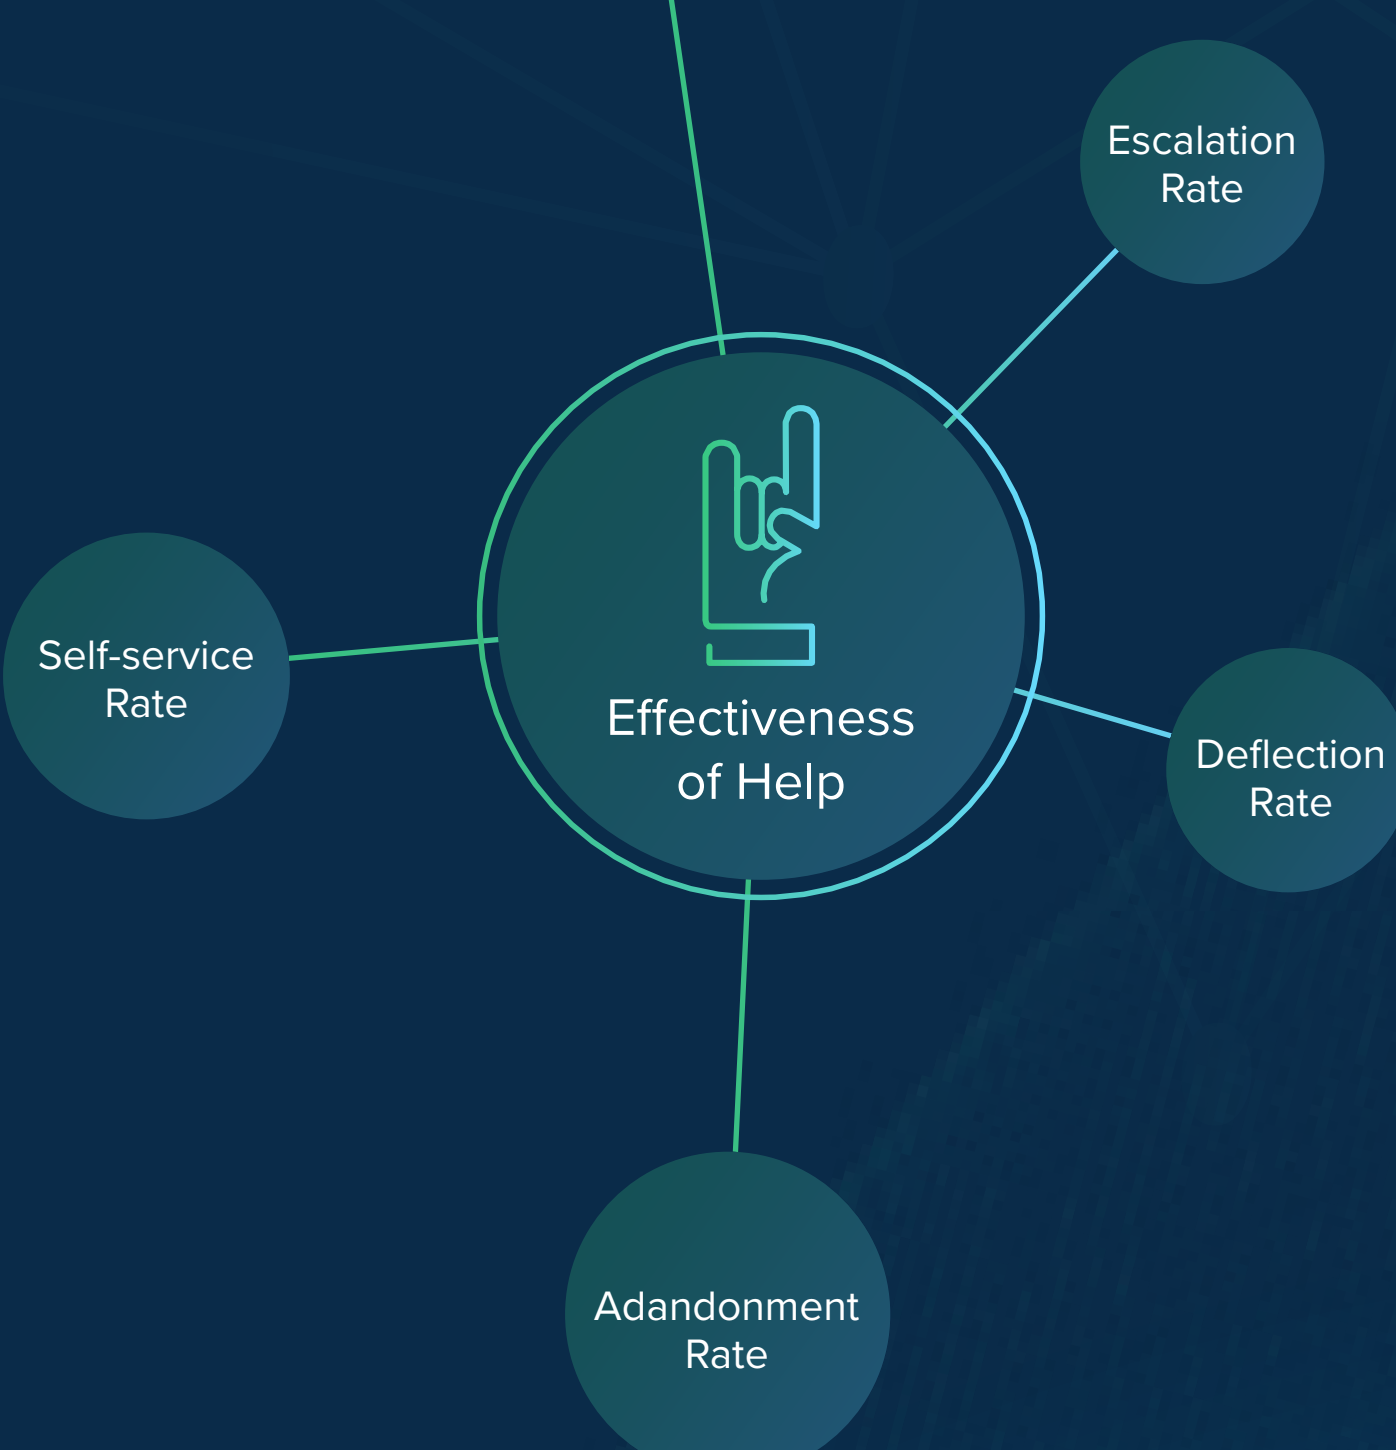 Escalation
Rate
Effectiveness
of Help
Self-service
Rate
Deflection
Rate
Adandonment
Rate